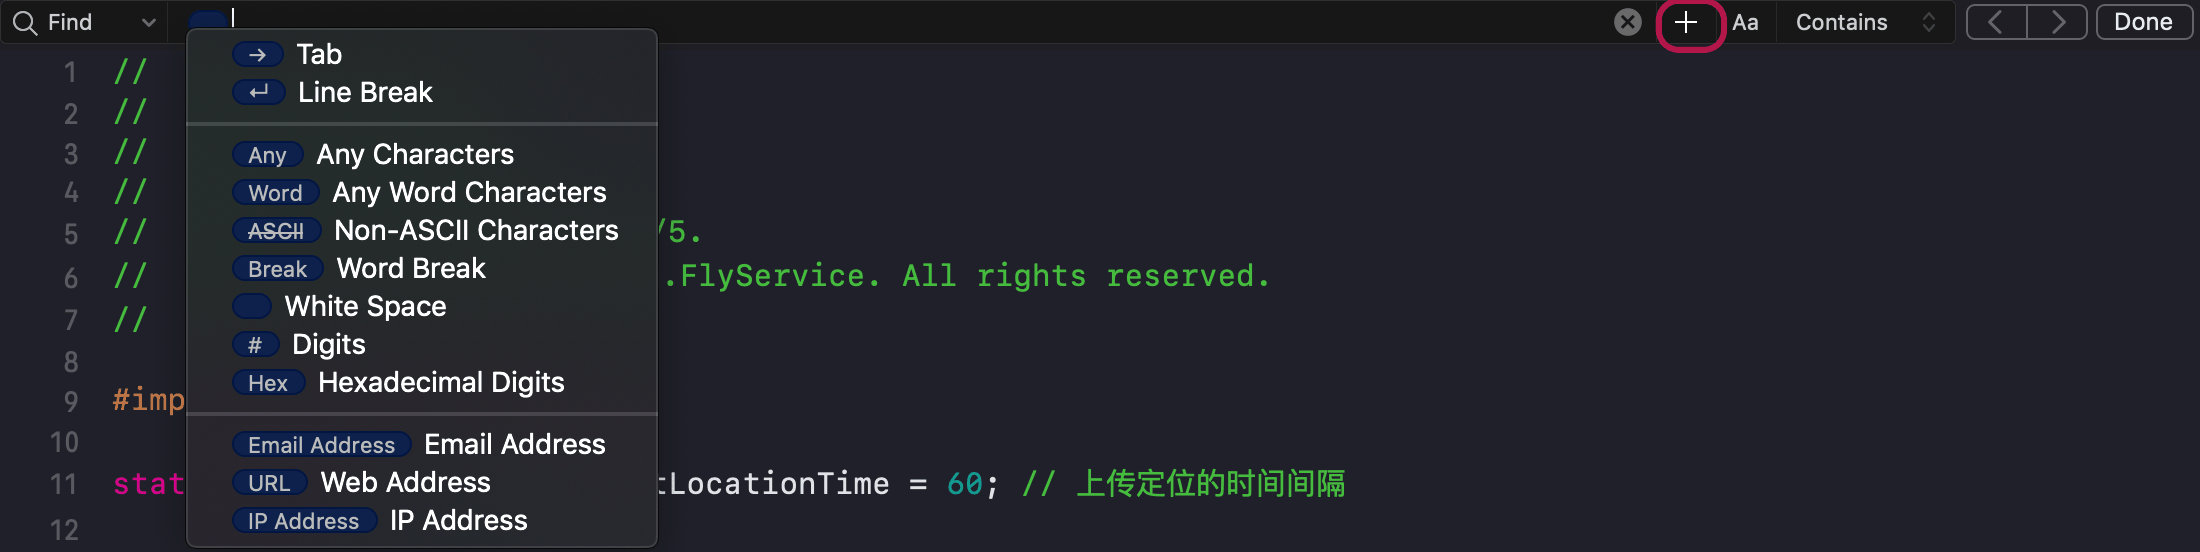 Find Aa Contains Done
→ Tab
↵ Line Break
Any Any Characters
Word Any Word Characters
ASCII Non-ASCII Characters
Break Word Break
White Space
# Digits
Hex Hexadecimal Digits
Email Address Email Address
URL Web Address
IP Address IP Address
1 //
2 //
3 //
4 //
5 // /5.
6 // .FlyService. All rights reserved.
7 //
8
9 #imp
10
11 stat tLocationTime = 60; // 上传定位的时间间隔
12